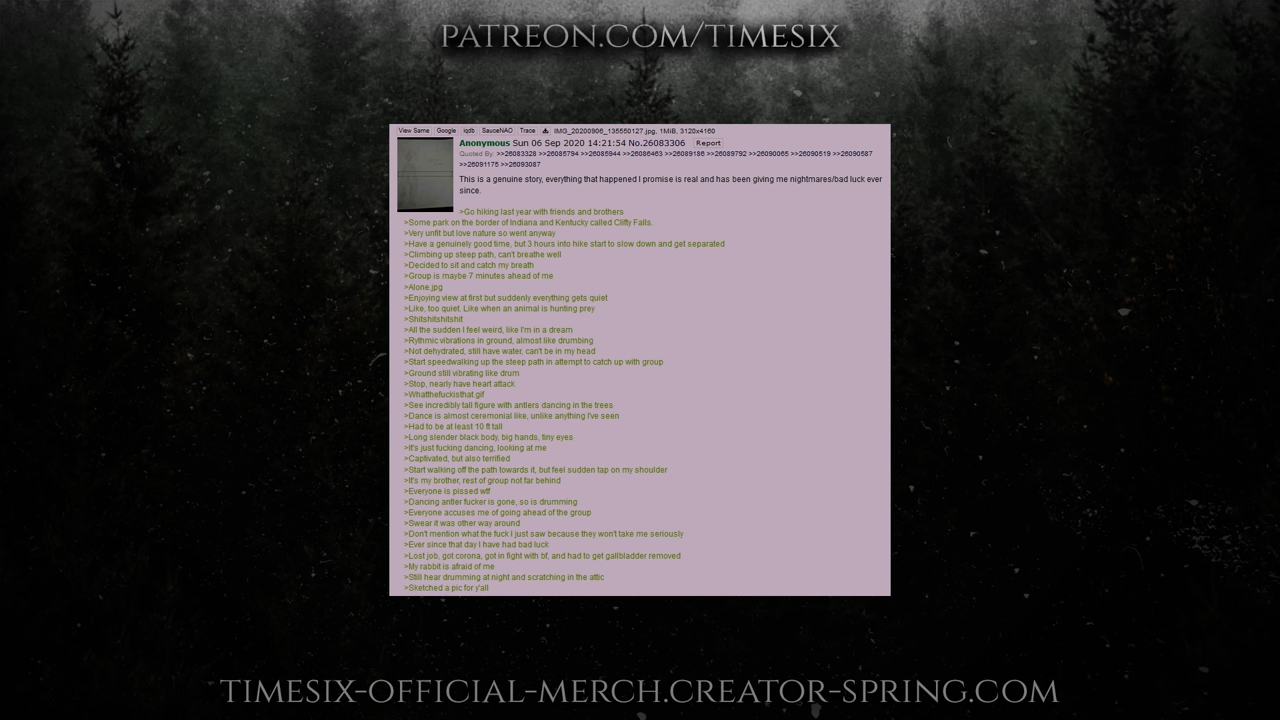 PATREON.COM/TIMESIX
View Same Google iqdb SauceNAO Trace IMG_20200906_135550127.jpg, 1MiB, 3120x4160
Anonymous Sun 06 Sep 2020 14:21:54 No.26083306 Report
Quoted By: >>26083328 >>26085794 >>26085944 >>26086463 >>26089186 >>26089792 >>26090065 >>26090519 >>26090587
>>26091175 >>26093087
This is a genuine story, everything that happened I promise is real and has been giving me nightmares/bad luck ever
since.
>Go hiking last year with friends and brothers
>Some park on the border of Indiana and Kentucky called Clifty Falls.
>Very unfit but love nature so went anyway
>Have a genuinely good time, but 3 hours into hike start to slow down and get separated
>Climbing up steep path, can't breathe well
>Decided to sit and catch my breath
>Group is maybe 7 minutes ahead of me
>Alone.jpg
>Enjoying view at first but suddenly everything gets quiet
>Like, too quiet. Like when an animal is hunting prey
>Shitshitshitshit
>All the sudden I feel weird, like I'm in a dream
>Rythmic vibrations in ground, almost like drumbing
>Not dehydrated, still have water, can't be in my head
>Start speedwalking up the steep path in attempt to catch up with group
>Ground still vibrating like drum
>Stop, nearly have heart attack
>Whatthefuckisthat.gif
>See incredibly tall figure with antlers dancing in the trees
>Dance is almost ceremonial like, unlike anything I've seen
>Had to be at least 10 ft tall
>Long slender black body, big hands, tiny eyes
>It's just fucking dancing, looking at me
>Captivated, but also terrified
>Start walking off the path towards it, but feel sudden tap on my shoulder
>It's my brother, rest of group not far behind
>Everyone is pissed wtf
>Dancing antler fucker is gone, so is drumming
>Everyone accuses me of going ahead of the group
>Swear it was other way around
>Don't mention what the fuck I just saw because they won't take me seriously
>Ever since that day I have had bad luck
>Lost job, got corona, got in fight with bf, and had to get gallbladder removed
>My rabbit is afraid of me
>Still hear drumming at night and scratching in the attic
>Sketched a pic for y'all
TIMESIX-OFFICIAL-MERCH.CREATOR-SPRING.COM